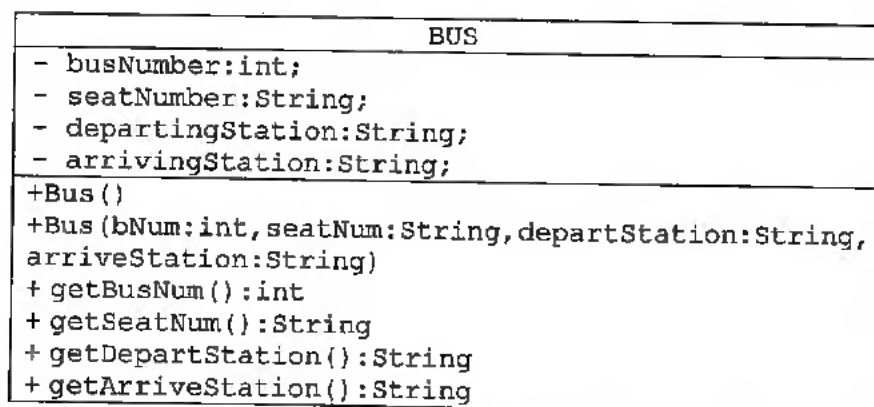 BUS
- busNumber:int;
- seatNumber:String;
- departingStation:String;
- arrivingStation:String;
+Bus()
+Bus(bNum:int,seatNum:String,departStation:String,
arriveStation:String)
+ getBusNum():int
+ getSeatNum():String
+ getDepartStation():String
+ getArriveStation():String